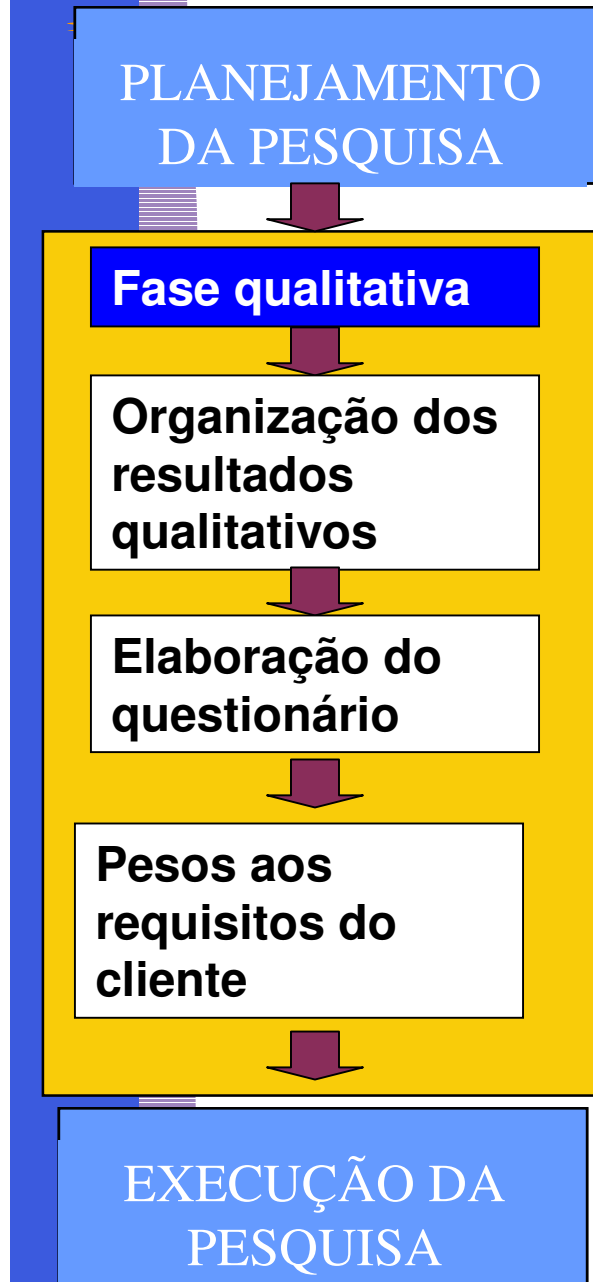 PLANEJAMENTO
DA PESQUISA
Fase qualitativa
Organização dos
resultados
qualitativos
Elaboração do
questionário
Pesos aos
requisitos do
cliente
EXECUÇÃO DA
PESQUISA